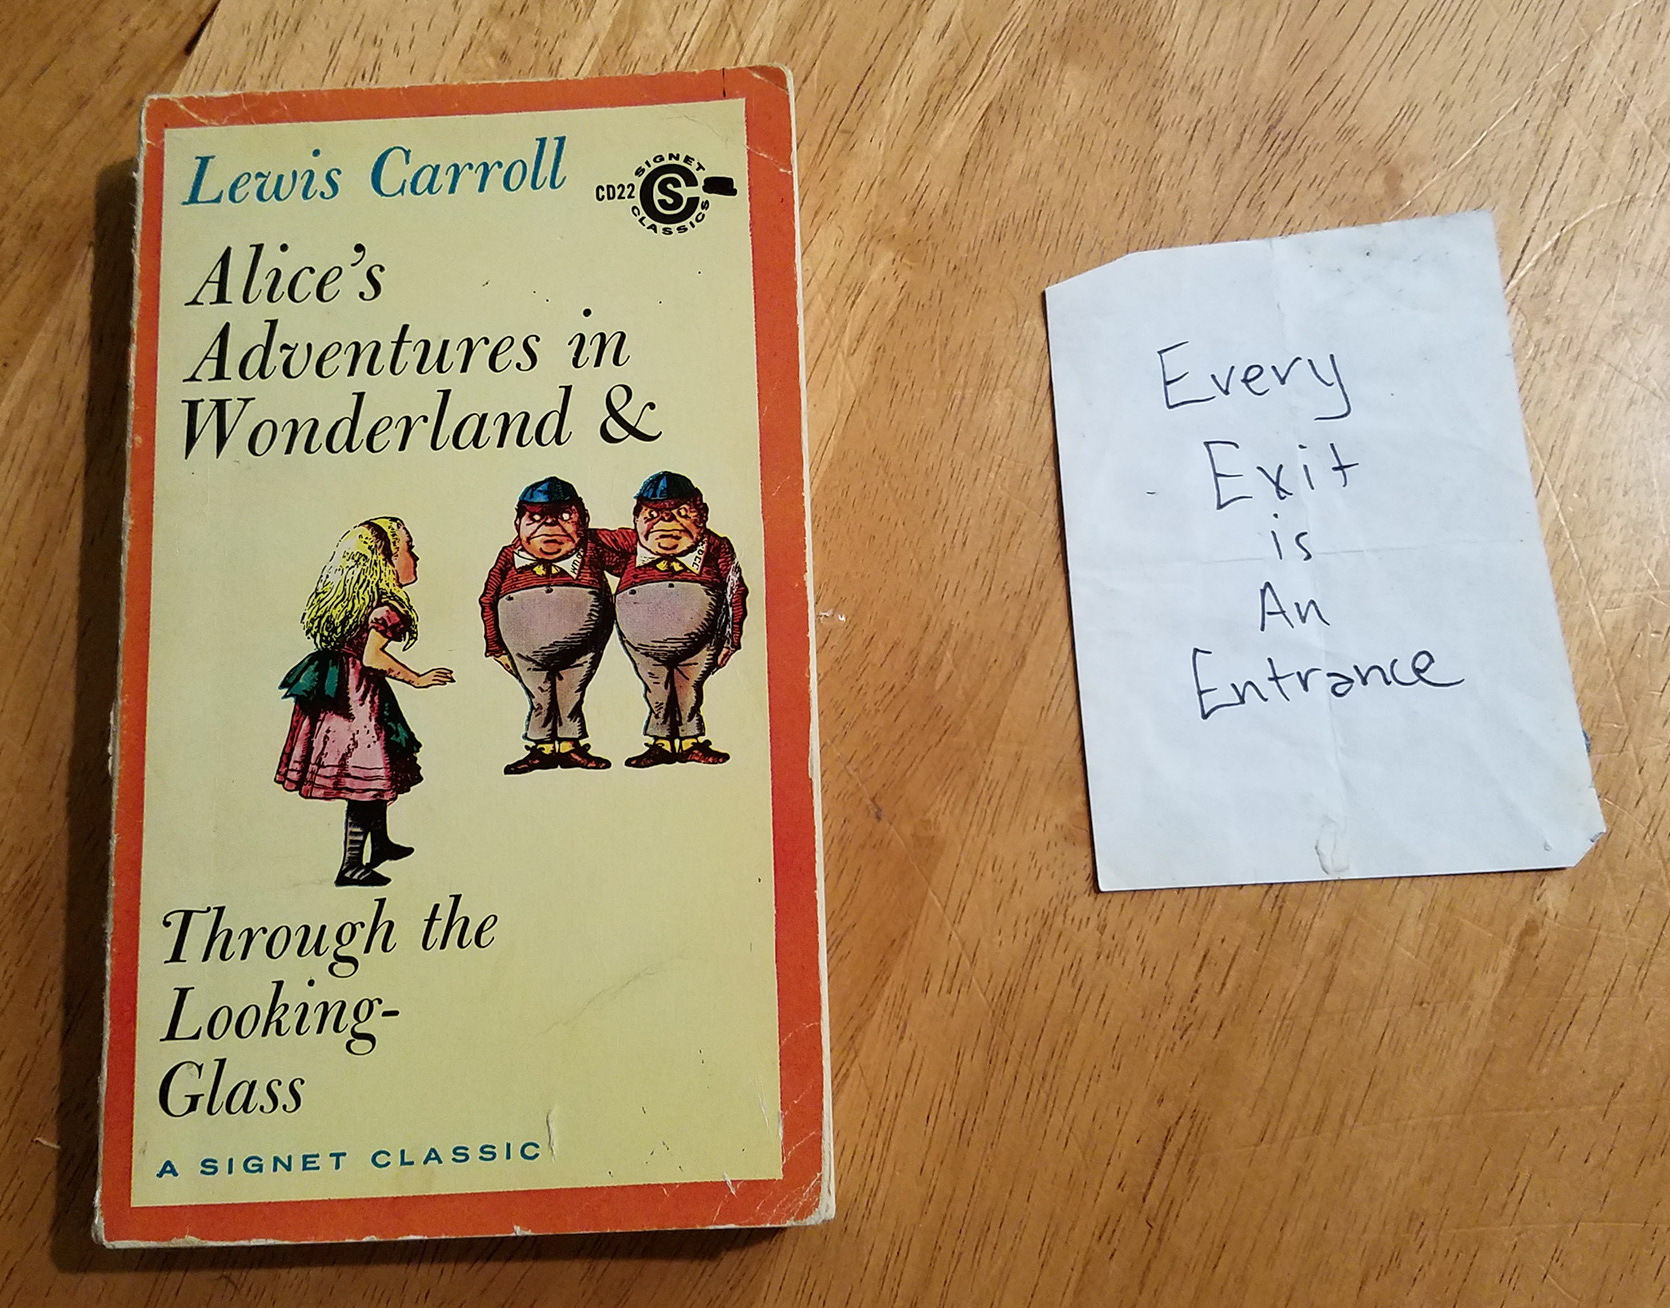 Lewis Carroll
CD22
SIGNET
CS
CLASSICS
Alice's
Adventures in
Wonderland &
Through the
Looking-
Glass
A SIGNET CLASSIC
Every
Exit
is
An
Entrance